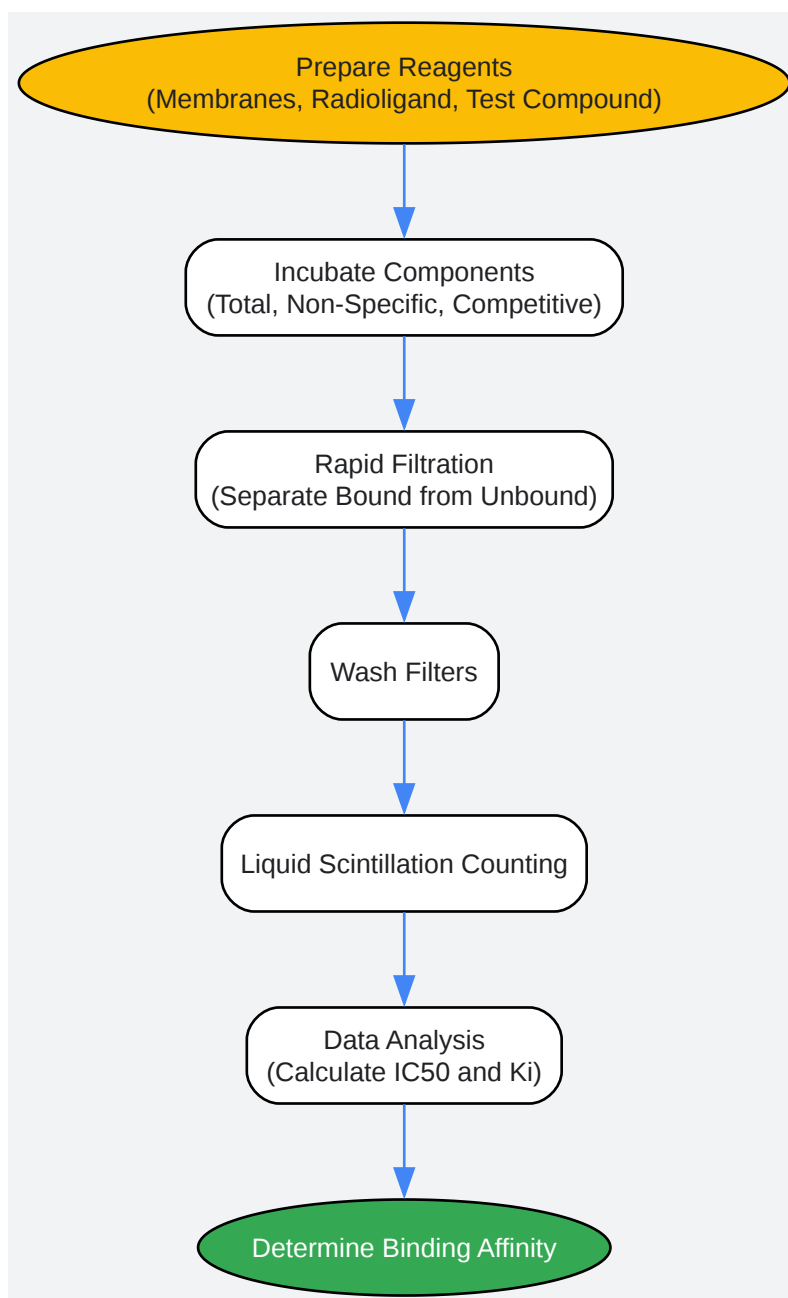 Prepare Reagents
(Membranes, Radioligand, Test Compound)
Incubate Components
(Total, Non-Specific, Competitive)
Rapid Filtration
(Separate Bound from Unbound)
Wash Filters
Liquid Scintillation Counting
Data Analysis
(Calculate IC50 and Ki)
Determine Binding Affinity